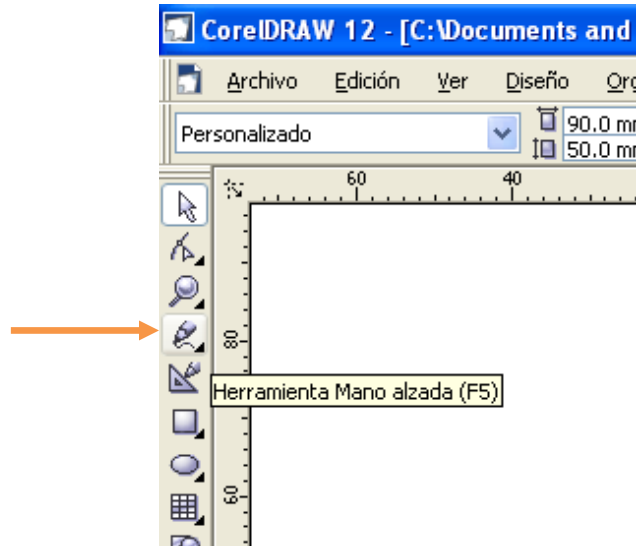 CorelDRAW 12 - [C:\Documents and
Archivo Edición Ver Diseño Org
Personalizado 90.0 mm
50.0 mm
60 40
80
Herramienta Mano alzada (F5)
60